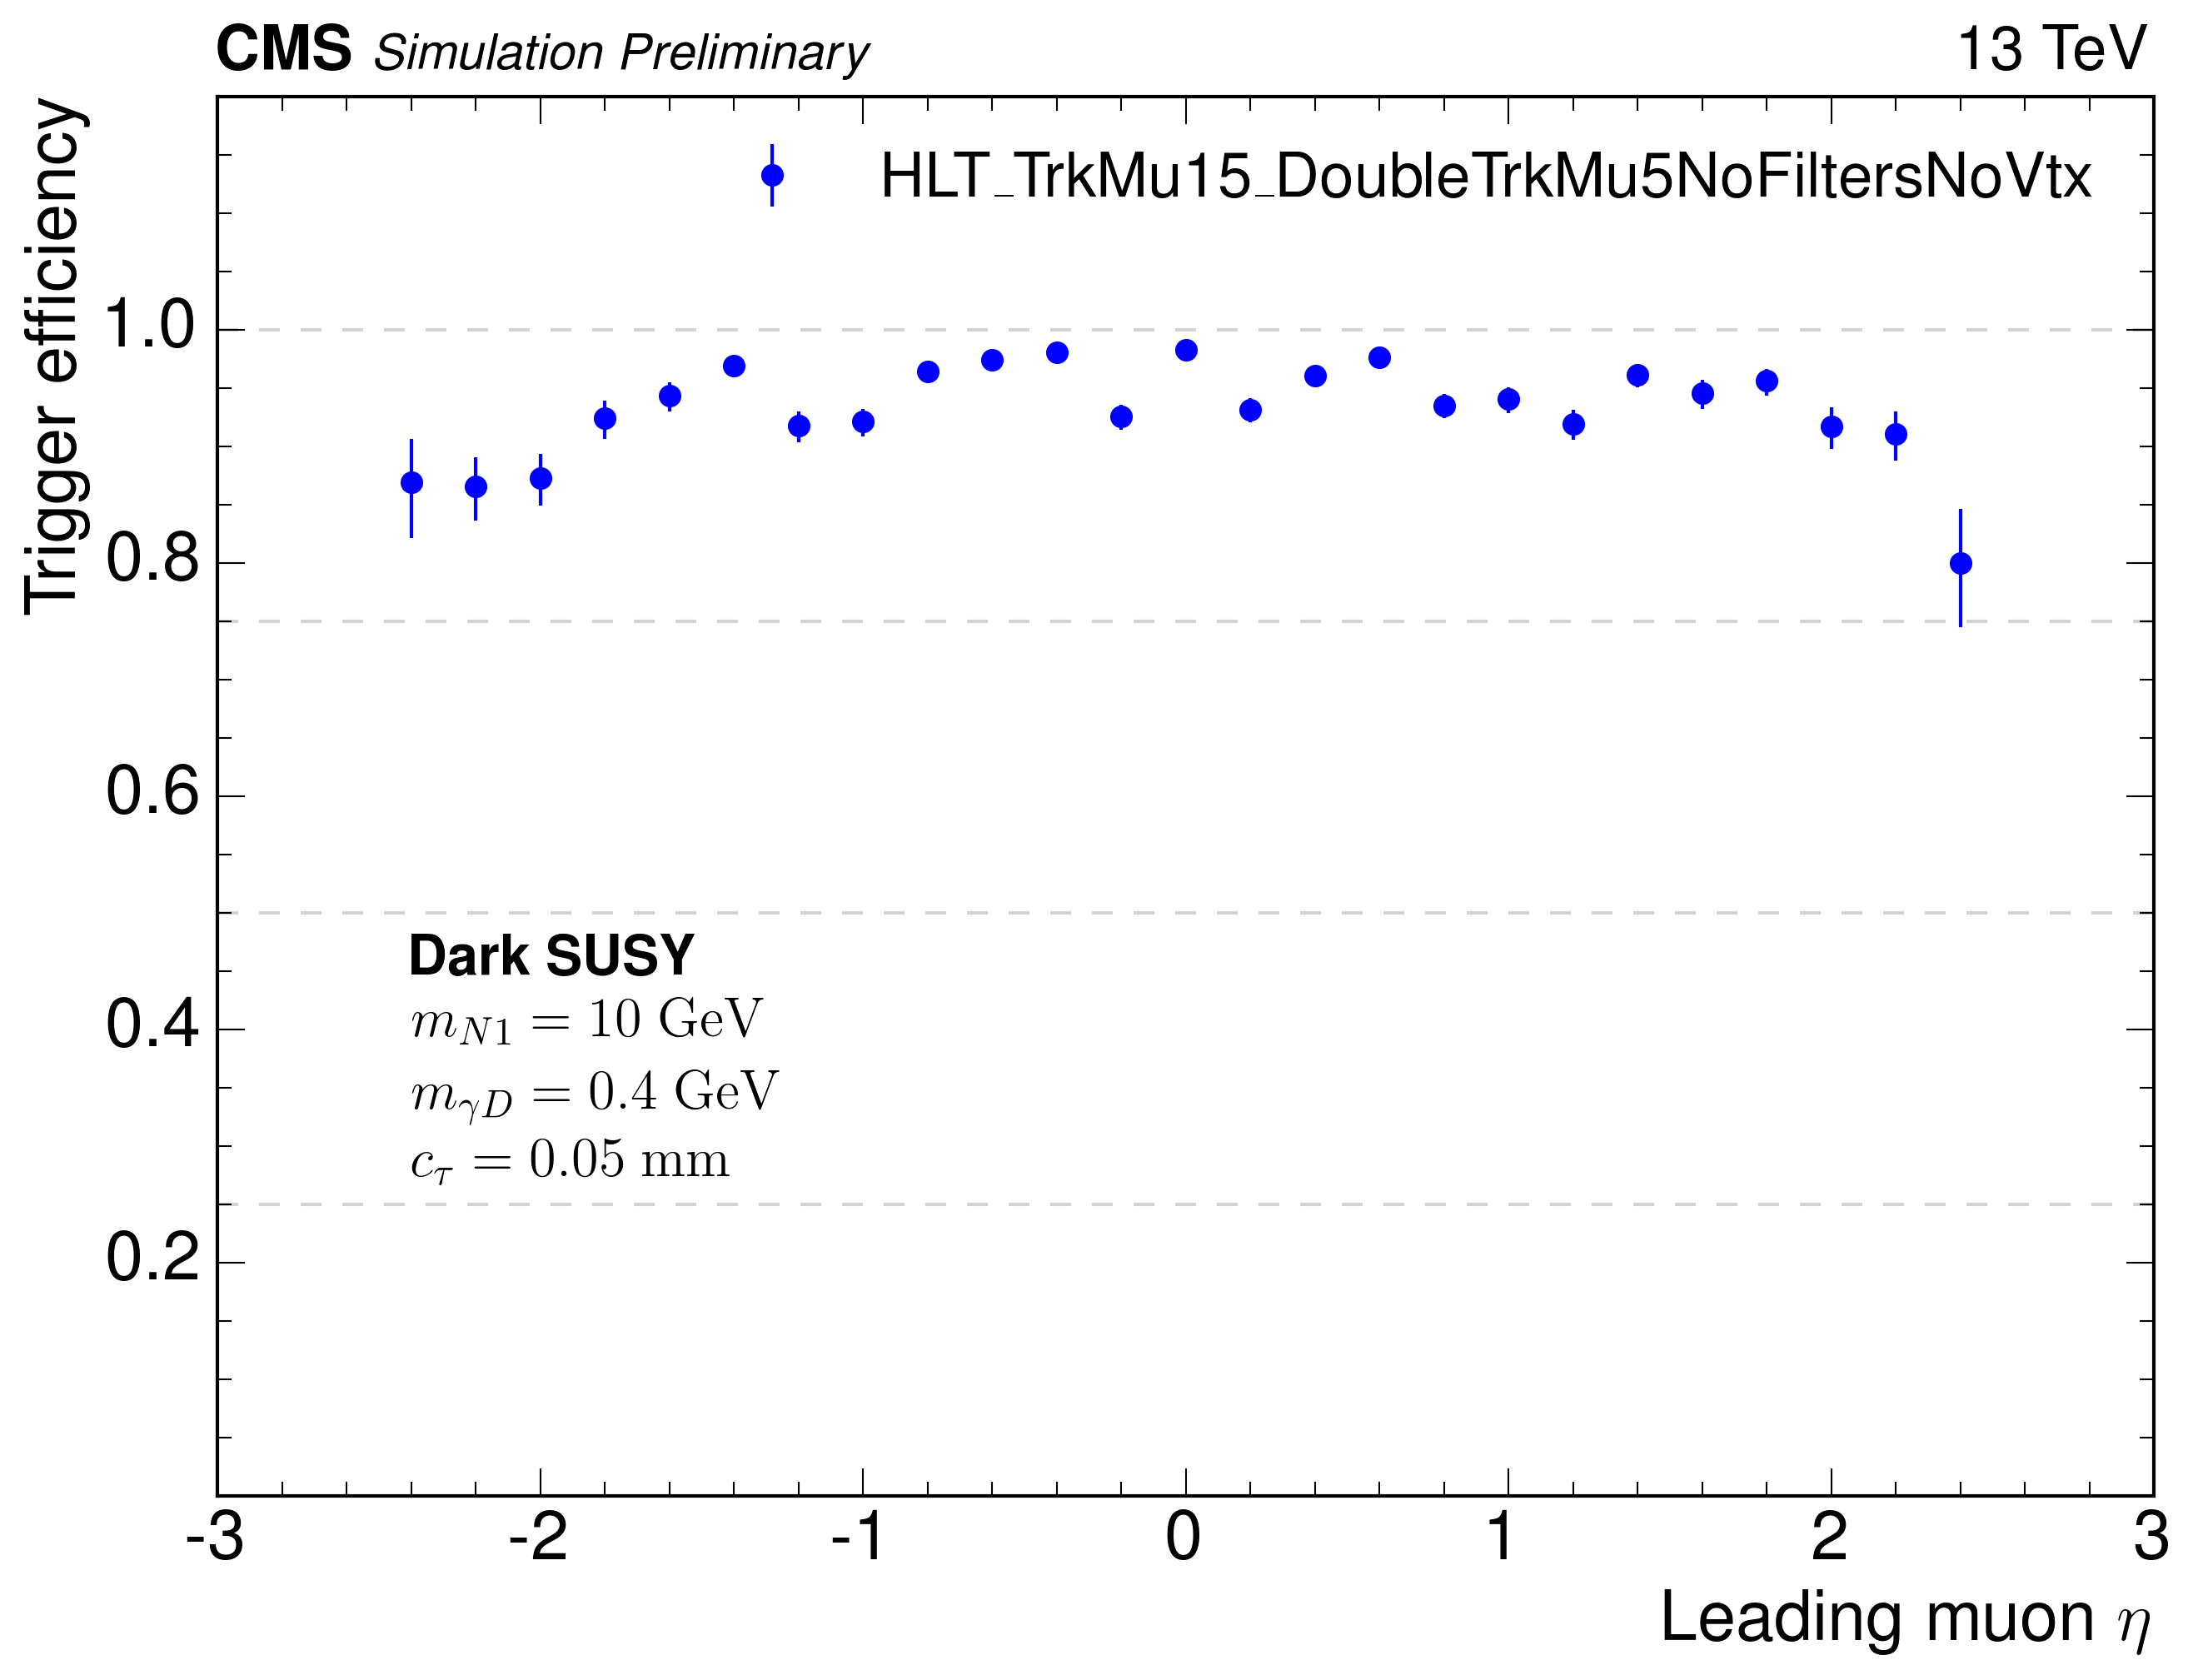 CMS Simulation Preliminary 13 TeV
Trigger efficiency
HLT_TrkMu15_DoubleTrkMu5NoFiltersNoVtx
1.0
0.8
0.6
0.4
0.2
Dark SUSY
m_{N1} = 10 GeV
m_{γD} = 0.4 GeV
c_τ = 0.05 mm
-3 -2 -1 0 1 2 3
Leading muon η